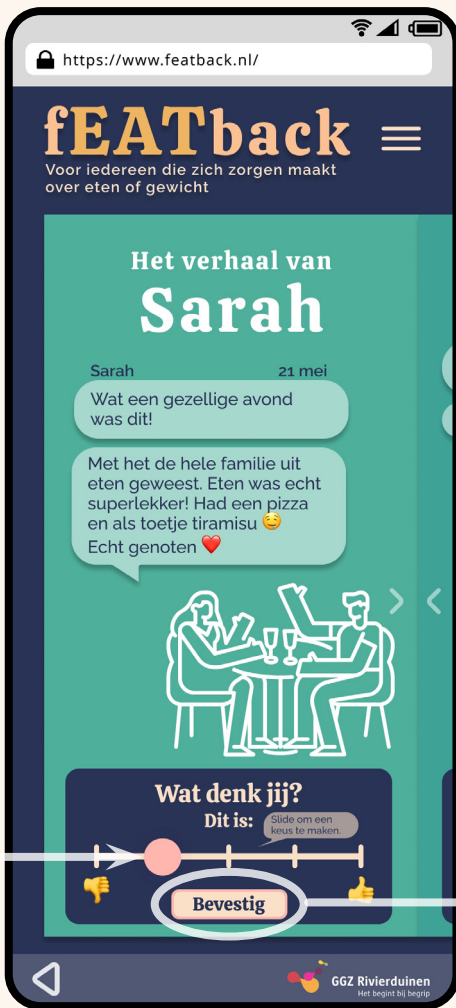 https://www.featback.nl/
fEATback
Voor iedereen die zich zorgen maakt
over eten of gewicht
Het verhaal van
Sarah
Sarah 21 mei
Wat een gezellige avond
was dit!
Met het de hele familie uit
eten geweest. Eten was echt
superlekker! Had een pizza
en als toetje tiramisu 🤤
Echt genoten ❤️
Wat denk jij?
Dit is:
Slide om een
keus te maken.
Bevestig
GGZ Rivierduinen
Het begint bij begrip